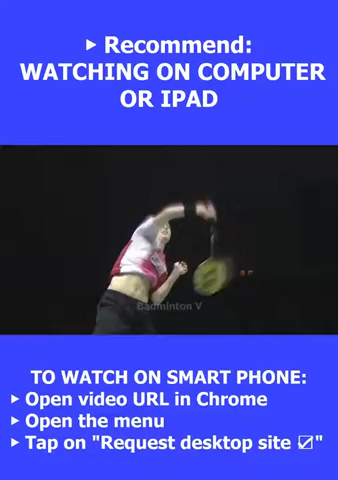 ▶ Recommend:
WATCHING ON COMPUTER
OR IPAD
Badminton V
TO WATCH ON SMART PHONE:
▶ Open video URL in Chrome
▶ Open the menu
▶ Tap on "Request desktop site ☑"